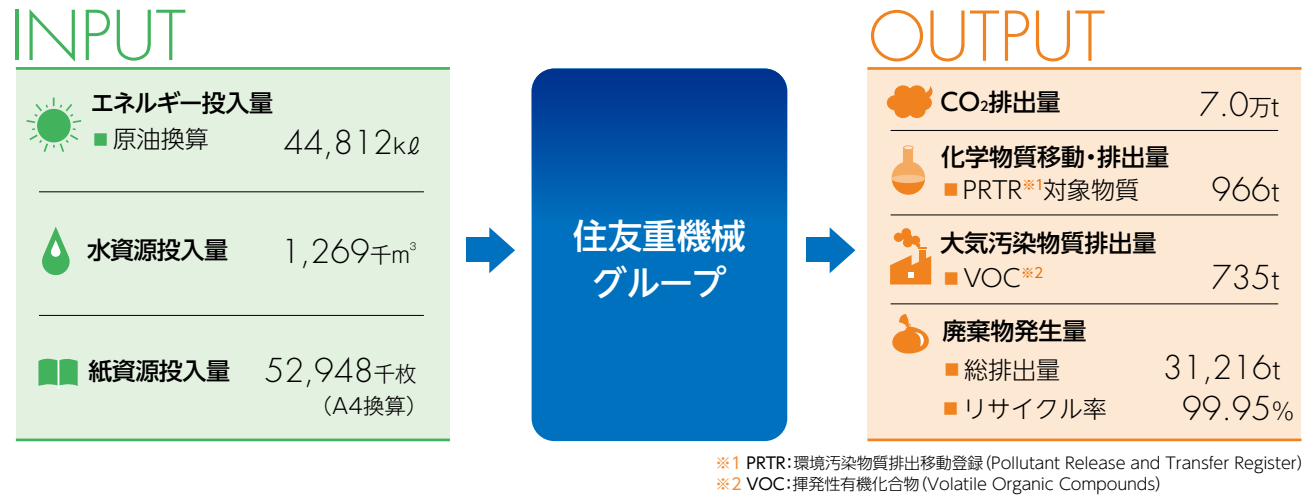 INPUT
エネルギー投入量
■原油換算 44,812kℓ
水資源投入量 1,269千m³
紙資源投入量 52,948千枚
(A4換算)
住友重機械
グループ
OUTPUT
CO₂排出量 7.0万t
化学物質移動・排出量
■PRTR※1対象物質 966t
大気汚染物質排出量
■VOC※2 735t
廃棄物発生量
■総排出量 31,216t
■リサイクル率 99.95%
※1 PRTR:環境汚染物質排出移動登録(Pollutant Release and Transfer Register)
※2 VOC:揮発性有機化合物(Volatile Organic Compounds)